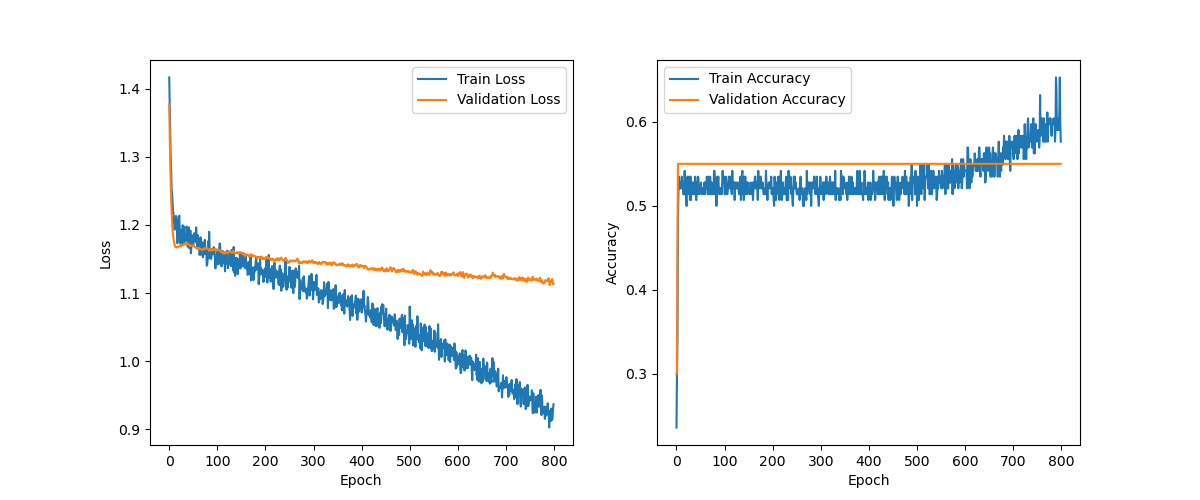 Train Loss
Validation Loss
1.4
1.3
1.2
1.1
1.0
0.9
Loss
0 100 200 300 400 500 600 700 800
Epoch
Train Accuracy
Validation Accuracy
0.6
0.5
0.4
0.3
Accuracy
0 100 200 300 400 500 600 700 800
Epoch